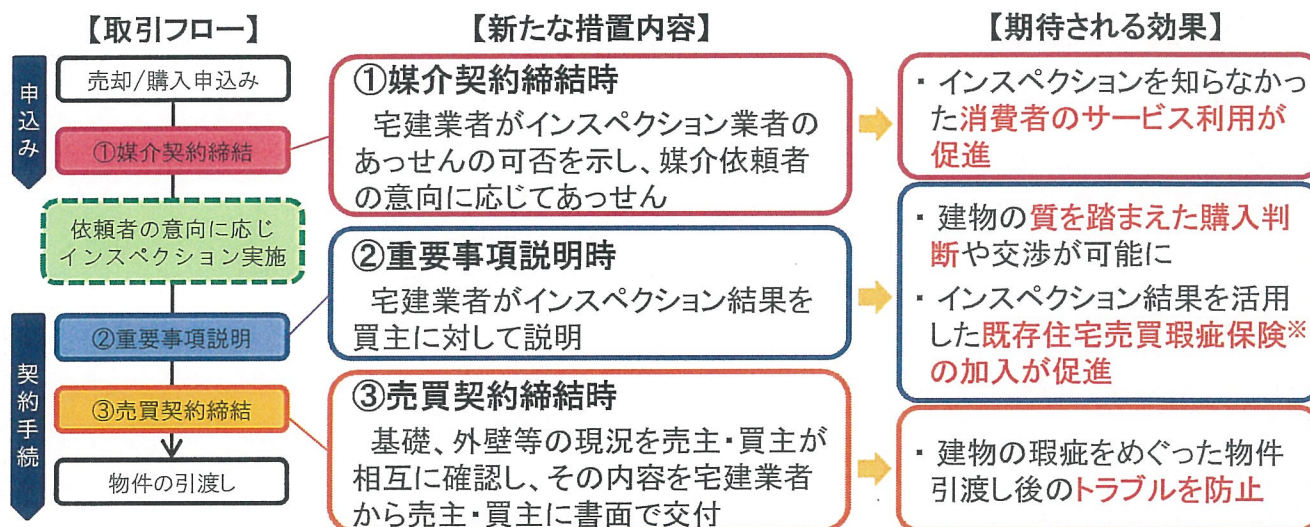 【取引フロー】
申込み
売却/購入申込み
①媒介契約締結
依頼者の意向に応じ
インスペクション実施
契約手続
②重要事項説明
③売買契約締結
物件の引渡し
【新たな措置内容】
①媒介契約締結時
宅建業者がインスペクション業者の
あっせんの可否を示し、媒介依頼者
の意向に応じてあっせん
②重要事項説明時
宅建業者がインスペクション結果を
買主に対して説明
③売買契約締結時
基礎、外壁等の現況を売主・買主が
相互に確認し、その内容を宅建業者
から売主・買主に書面で交付
【期待される効果】
・インスペクションを知らなかっ
た消費者のサービス利用が
促進
・建物の質を踏まえた購入判
断や交渉が可能に
・インスペクション結果を活用
した既存住宅売買瑕疵保険※
の加入が促進
・建物の瑕疵をめぐった物件
引渡し後のトラブルを防止